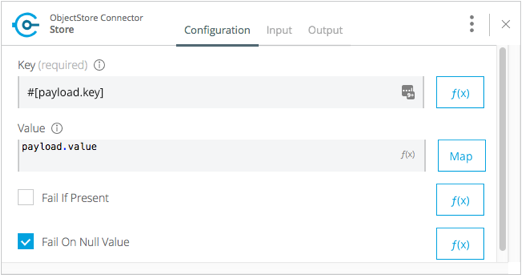 ObjectStore Connector
Store
Configuration Input Output
Key (required)
#[payload.key]
f(x)
Value
payload.value
f(x)
Map
Fail If Present
f(x)
Fail On Null Value
f(x)